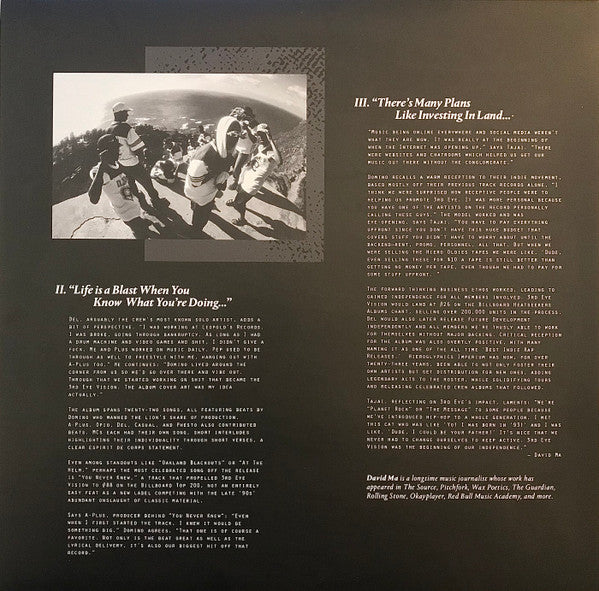 II. “Life is a Blast When You
Know What You’re Doing...”
Del, arguably the crew’s most known solo artist, adds a
bit of perspective. “I was working at Leopold’s Records.
I was broke, going through bankruptcy. As long as I had
a drum machine and video games and shit, I didn’t give a
fuck. Me and Plus worked on music daily. Pep used to be
through as well to freestyle with me, hanging out with
A-Plus too.” He continues: “Domino lived around the
corner from us so we’d go over there and vibe out.
Through that we started working on shit that became the
3rd Eye Vision. The album cover art was my idea
actually.”
The album spans twenty-two songs, all featuring beats by
Domino who manned the lion’s share of production.
A-Plus, Opio, Del, Casual, and Phesto also contributed
beats. MCs each had their own song, short interludes
highlighting their individuality through short verses, a
clear esprit de corps statement.
Even among standouts like “Oakland Blackouts” or “At The
Helm,” perhaps the most celebrated song off the release
is “You Never Knew,” a track that propelled 3rd Eye
Vision to #88 on the Billboard Top 200, not an entirely
easy feat as a new label competing with the late ’90s’
abundant onslaught of classic material.
Says A-Plus, producer behind “You Never Knew”: “Even
when I first started the track, I knew it would be
something big.” Domino agrees. “That one is of course a
favorite. Not only is the beat great as well as the
lyrical delivery, it’s also our biggest hit off that
record.”
III. “There’s Many Plans
Like Investing In Land...”
“Music being online everywhere and social media weren’t
what they are now. It was really at the beginning of
when the Internet was opening up,” says Tajai. “There
were websites and chatrooms which helped us get our
music out there without the conglomerate.”
Domino recalls a warm reception to their indie movement,
based mostly off their previous track records alone. “I
think we were surprised how receptive people were to
helping us promote 3rd Eye. It was more personal because
you have one of the artists on the record personally
calling these guys.” The model worked and was
eye-opening, says Tajai. “You have to pay everything
upfront since you don’t have this huge budget that
covers stuff you didn’t have to worry about until the
backend—rent, promo, personnel, all that. But when we
were selling the Hiero Oldies tapes we were like, ‘Dude,
even selling these for $10 a tape is still better than
getting no money per tape, even though we had to pay for
some stuff upfront.’”
The forward thinking business ethos worked, leading to
gained independence for all members involved. 3rd Eye
Vision would land at #26 on the Billboard Heatseekers
Albums chart, selling over 200,000 units in the process.
Del would also later release Future Development
independently and all members were thusly able to work
for themselves without major backing. Critical reception
for the album was also overtly positive, with many
naming it as one of the all time ‘Best Indie Rap
Releases.’ Hieroglyphics Imperium has now, for over
twenty-three years, been able to not only foster their
own artists but set distribution for new ones, adding
legendary acts to the roster, while solidifying tours
and releasing celebrated crew albums that followed.
Tajai, reflecting on 3rd Eye’s impact, laments: “We’re
“Planet Rock” or “The Message” to some people because
we’ve introduced hip-hop to a whole generation. I met
this cat who was like ‘Yo! I was born in ’93!’ and I was
like, ‘Dude, I could be your father!’ It’s nice that we
never had to change ourselves to keep active. 3rd Eye
Vision was the beginning of our independence.”
— David Ma
David Ma is a longtime music journalist whose work has
appeared in The Source, Pitchfork, Wax Poetics, The Guardian,
Rolling Stone, Okayplayer, Red Bull Music Academy, and more.